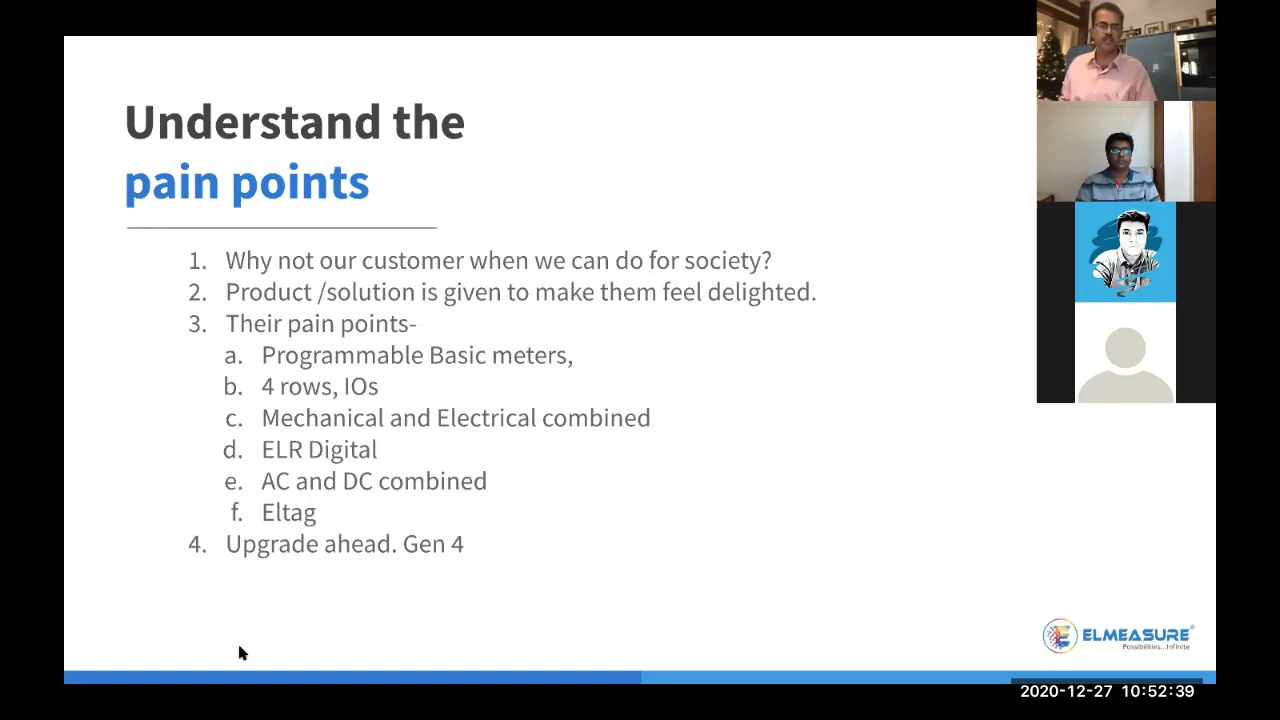 Understand the
pain points
1. Why not our customer when we can do for society?
2. Product /solution is given to make them feel delighted.
3. Their pain points-
a. Programmable Basic meters,
b. 4 rows, IOs
c. Mechanical and Electrical combined
d. ELR Digital
e. AC and DC combined
f. Eltag
4. Upgrade ahead. Gen 4
ELMEASURE®
Possibilities...Infinite
2020-12-27 10:52:39